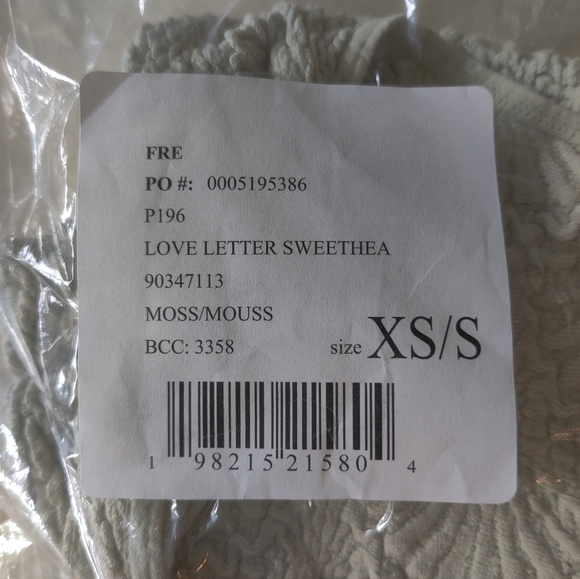 FRE
PO #: 0005195386
P196
LOVE LETTER SWEETHEA
90347113
MOSS/MOUSS
BCC: 3358
size XS/S
1 98215 21580 4